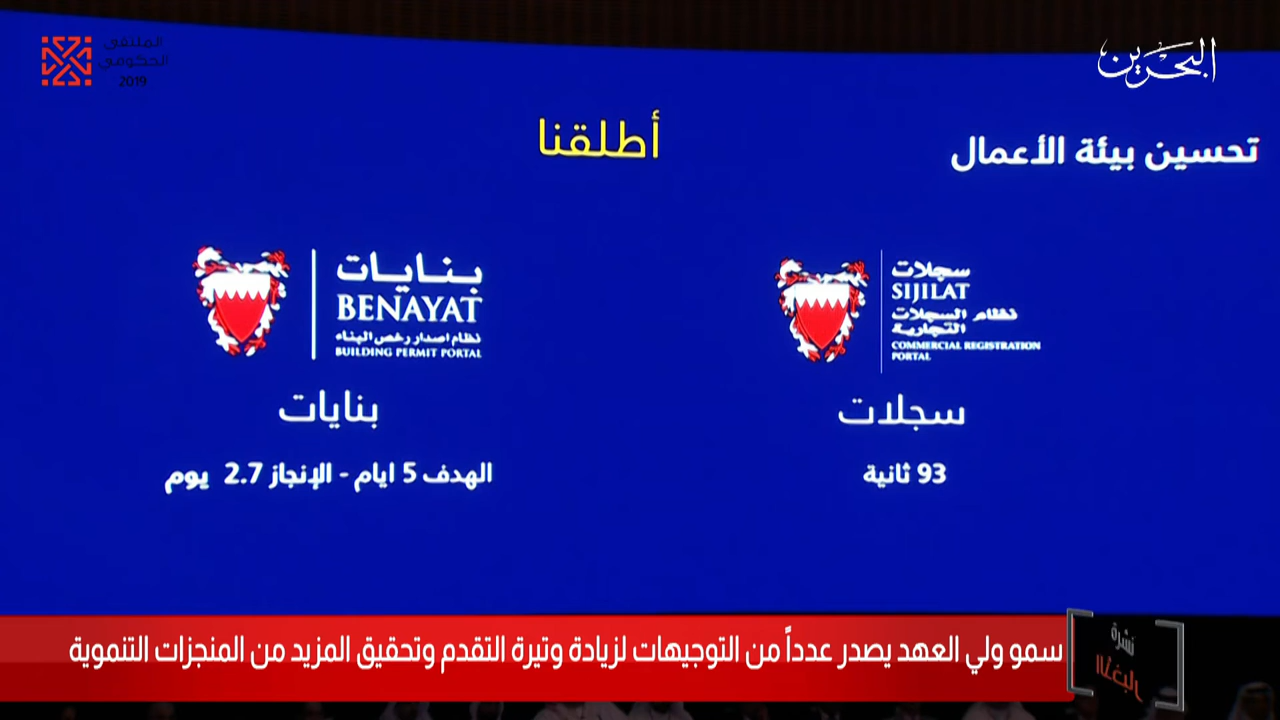 الملتقى
الحكومي
2019
البحرين
تحسين بيئة الأعمال
أطلقنا
سجلات
SIJILAT
نظام السجلات
التجارية
COMMERCIAL REGISTRATION
PORTAL
سجلات
93 ثانية
بنايات
BENAYAT
نظام اصدار رخص البناء
BUILDING PERMIT PORTAL
بنايات
الهدف 5 ايام - الإنجاز 2.7 يوم
سمو ولي العهد يصدر عدداً من التوجيهات لزيادة وتيرة التقدم وتحقيق المزيد من المنجزات التنموية
نشرة